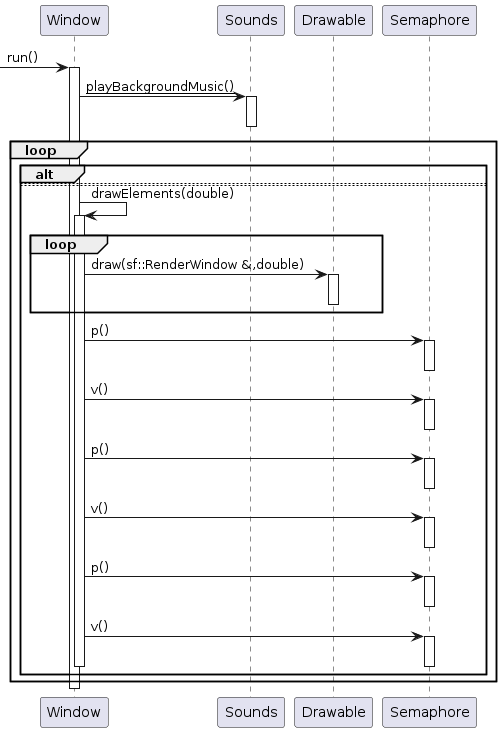 Window Sounds Drawable Semaphore
run()
playBackgroundMusic()
loop
alt
drawElements(double)
loop
draw(sf::RenderWindow &,double)
p()
v()
p()
v()
p()
v()
Window Sounds Drawable Semaphore